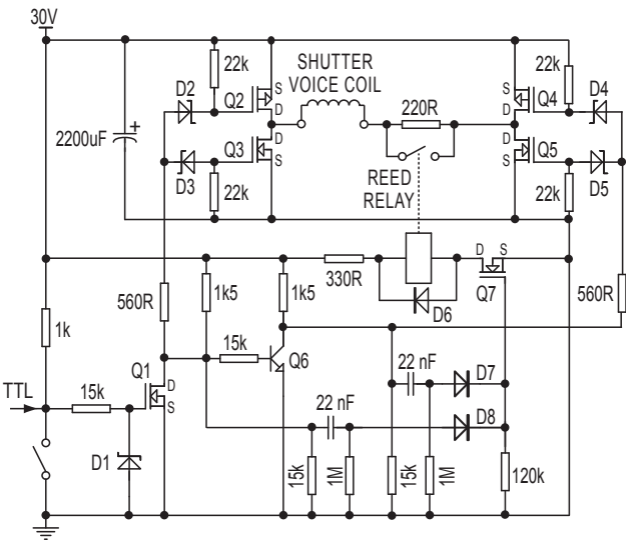 30V
22k
D2
Q2
S
D
SHUTTER
VOICE COIL
220R
S
D
Q4
22k
D4
2200uF
+
D3
Q3
D
S
22k
REED
RELAY
D
S
Q5
22k
D5
330R
D
S
Q7
D6
560R
560R
1k5
1k5
1k
15k
Q6
Q1
D
S
TTL
15k
22 nF
22 nF
D7
D8
D1
15k
1M
15k
1M
120k